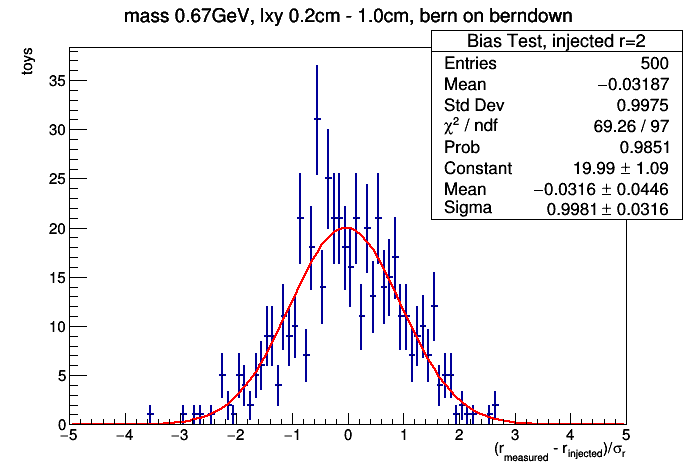 mass 0.67GeV, lxy 0.2cm - 1.0cm, bern on berndown
toys
Bias Test, injected r=2
Entries 500
Mean −0.03187
Std Dev 0.9975
χ² / ndf 69.26 / 97
Prob 0.9851
Constant 19.99 ± 1.09
Mean −0.0316 ± 0.0446
Sigma 0.9981 ± 0.0316
35
30
25
20
15
10
5
0
−5 −4 −3 −2 −1 0 1 2 3 4 5
(r_measured - r_injected)/σ_r